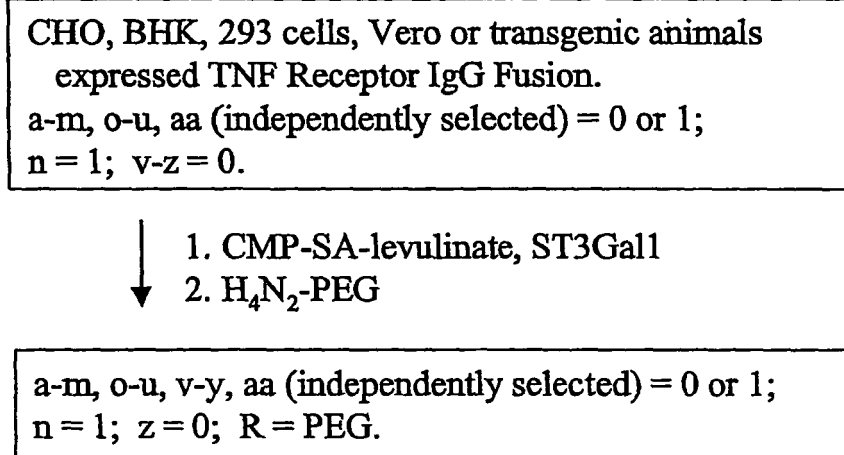 CHO, BHK, 293 cells, Vero or transgenic animals
expressed TNF Receptor IgG Fusion.
a-m, o-u, aa (independently selected) = 0 or 1;
n = 1; v-z = 0.
1. CMP-SA-levulinate, ST3Gal1
2. H₄N₂-PEG
a-m, o-u, v-y, aa (independently selected) = 0 or 1;
n = 1; z = 0; R = PEG.